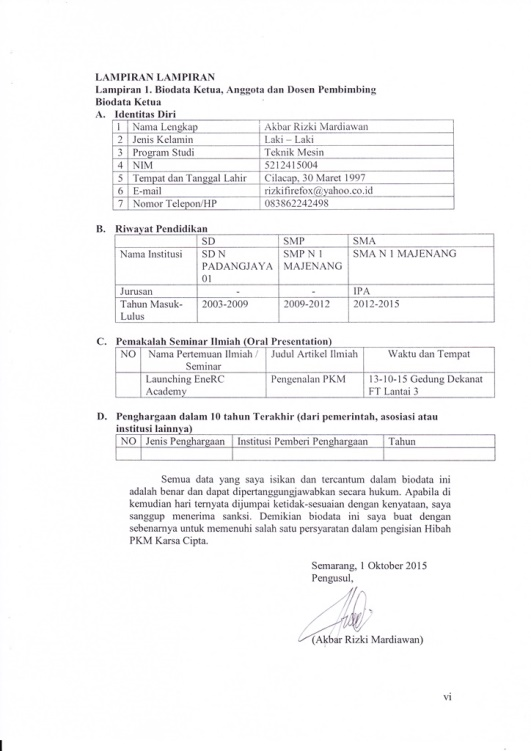 LAMPIRAN LAMPIRAN
Lampiran 1. Biodata Ketua, Anggota dan Dosen Pembimbing
Biodata Ketua
A. Identitas Diri
1 Nama Lengkap Akbar Rizki Mardiawan
2 Jenis Kelamin Laki – Laki
3 Program Studi Teknik Mesin
4 NIM 5212415004
5 Tempat dan Tanggal Lahir Cilacap, 30 Maret 1997
6 E-mail rizkifirefox@yahoo.co.id
7 Nomor Telepon/HP 083862242498
B. Riwayat Pendidikan
SD SMP SMA
Nama Institusi SD N SMP N 1 SMA N 1 MAJENANG
PADANGJAYA MAJENANG
01
Jurusan - - IPA
Tahun Masuk- 2003-2009 2009-2012 2012-2015
Lulus
C. Pemakalah Seminar Ilmiah (Oral Presentation)
NO Nama Pertemuan Ilmiah / Judul Artikel Ilmiah Waktu dan Tempat
Seminar
Launching EneRC Pengenalan PKM 13-10-15 Gedung Dekanat
Academy FT Lantai 3
D. Penghargaan dalam 10 tahun Terakhir (dari pemerintah, asosiasi atau
institusi lainnya)
NO Jenis Penghargaan Institusi Pemberi Penghargaan Tahun
Semua data yang saya isikan dan tercantum dalam biodata ini
adalah benar dan dapat dipertanggungjawabkan secara hukum. Apabila di
kemudian hari ternyata dijumpai ketidak-sesuaian dengan kenyataan, saya
sanggup menerima sanksi. Demikian biodata ini saya buat dengan
sebenarnya untuk memenuhi salah satu persyaratan dalam pengisian Hibah
PKM Karsa Cipta.
Semarang, 1 Oktober 2015
Pengusul,
(Akbar Rizki Mardiawan)
vi